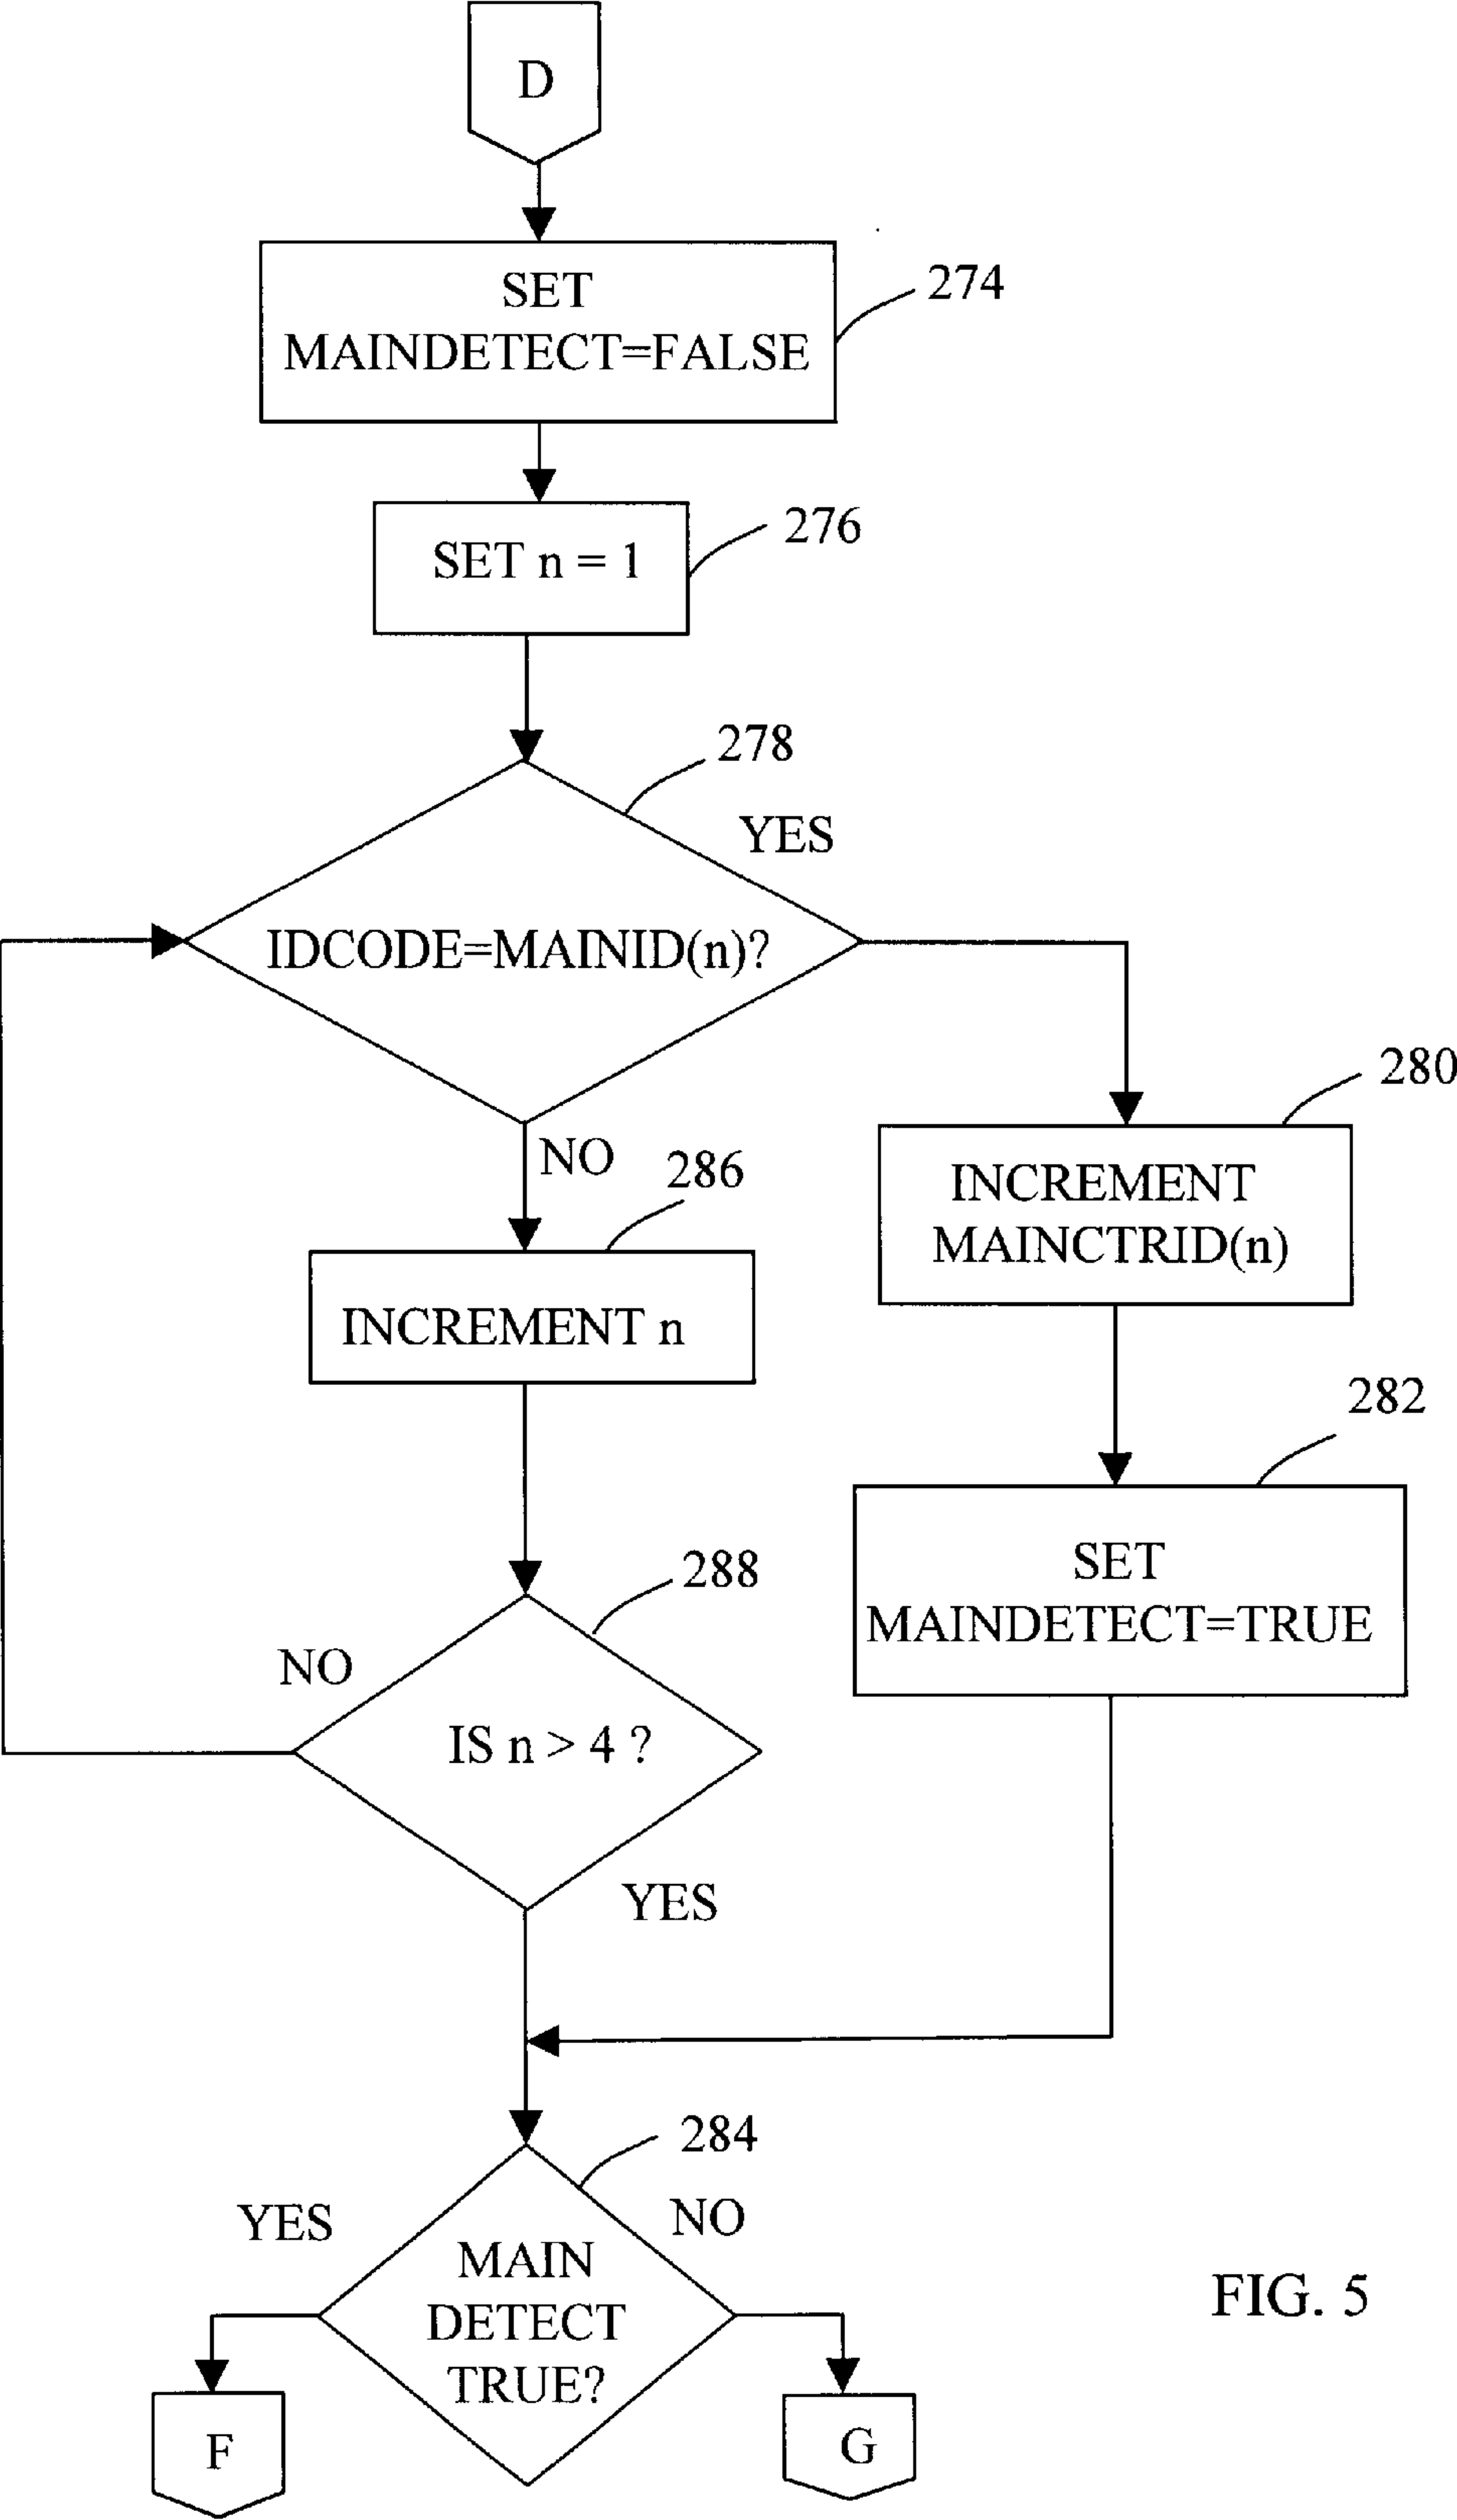 D
SET
MAINDETECT=FALSE
274
SET n = 1
276
278
YES
IDCODE=MAINID(n)?
NO
280
INCREMENT
MAINCTRID(n)
286
INCREMENT n
282
SET
MAINDETECT=TRUE
288
NO
IS n > 4 ?
YES
284
YES
NO
MAIN
DETECT
TRUE?
F
G
FIG. 5